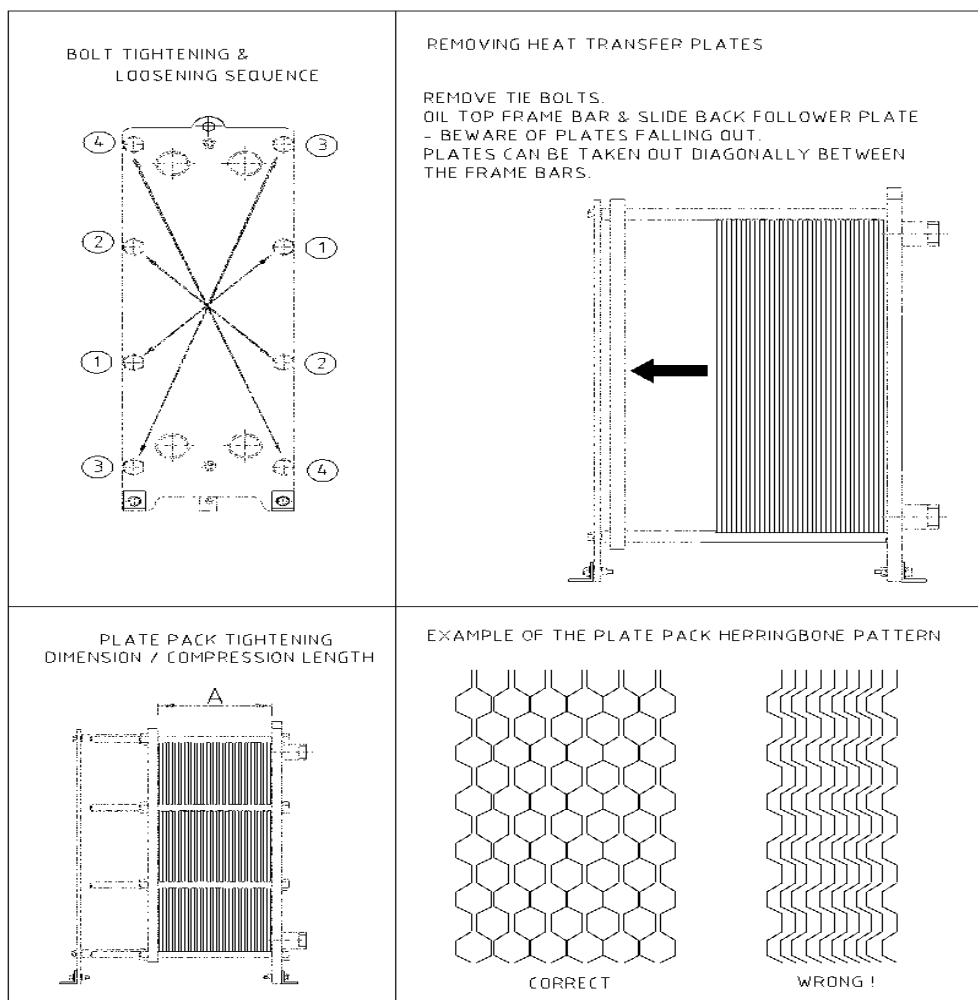 BOLT TIGHTENING &
LOOSENING SEQUENCE
4
3
2
1
1
2
3
4
REMOVING HEAT TRANSFER PLATES
REMOVE TIE BOLTS.
OIL TOP FRAME BAR & SLIDE BACK FOLLOWER PLATE
- BEWARE OF PLATES FALLING OUT.
PLATES CAN BE TAKEN OUT DIAGONALLY BETWEEN
THE FRAME BARS.
PLATE PACK TIGHTENING
DIMENSION / COMPRESSION LENGTH
A
EXAMPLE OF THE PLATE PACK HERRINGBONE PATTERN
CORRECT
WRONG !